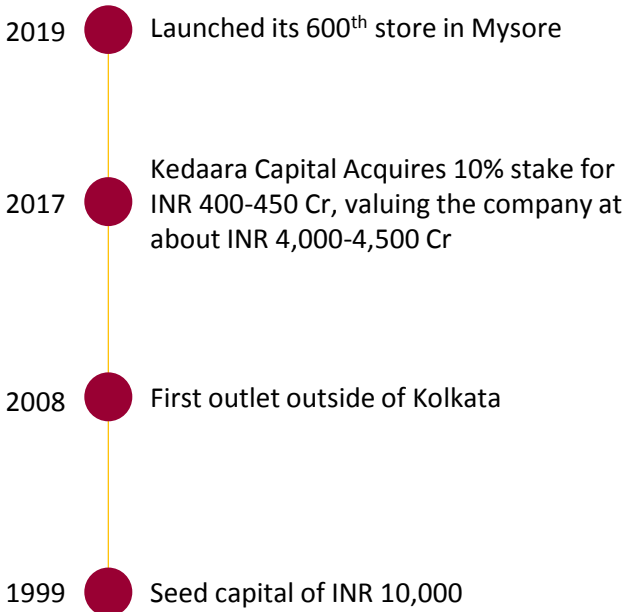 2019 Launched its 600th store in Mysore
2017 Kedaara Capital Acquires 10% stake for
INR 400-450 Cr, valuing the company at
about INR 4,000-4,500 Cr
2008 First outlet outside of Kolkata
1999 Seed capital of INR 10,000